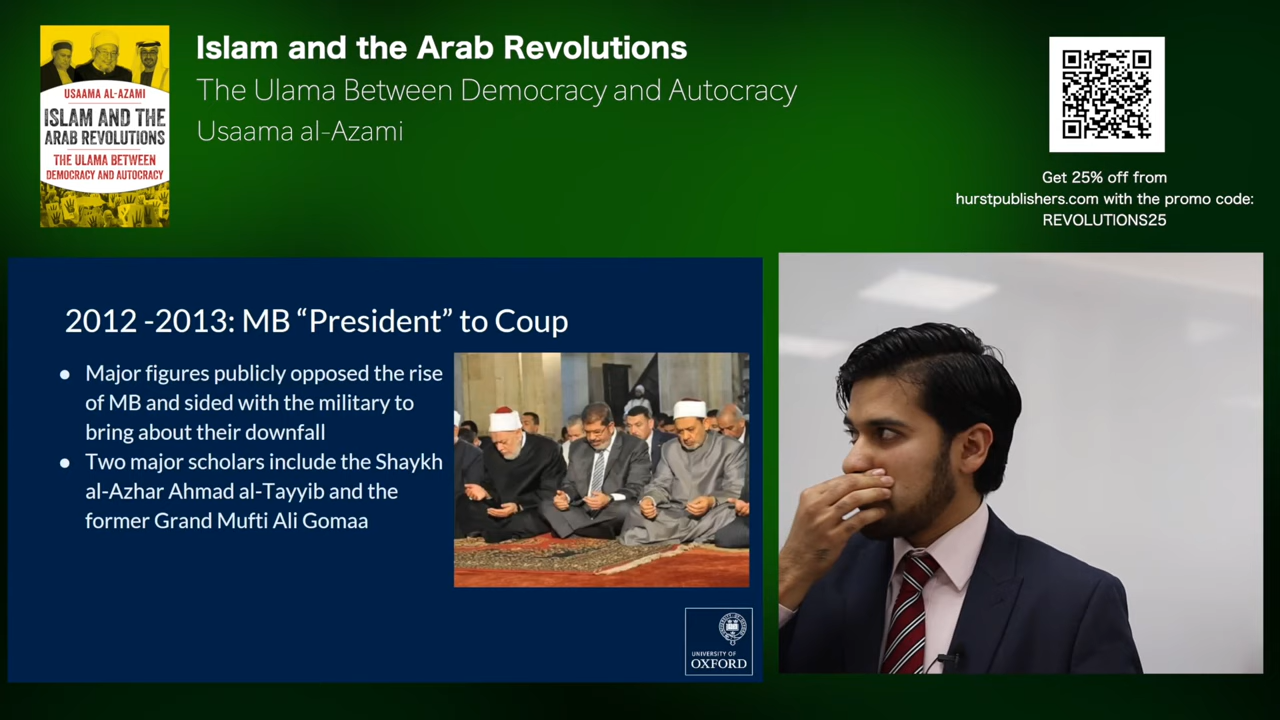 Islam and the Arab Revolutions
The Ulama Between Democracy and Autocracy
Usaama al-Azami
USAAMA AL-AZAMI
ISLAM AND THE
ARAB REVOLUTIONS
THE ULAMA BETWEEN
DEMOCRACY AND AUTOCRACY
Get 25% off from
hurstpublishers.com with the promo code:
REVOLUTIONS25
2012 -2013: MB “President” to Coup
● Major figures publicly opposed the rise
of MB and sided with the military to
bring about their downfall
● Two major scholars include the Shaykh
al-Azhar Ahmad al-Tayyib and the
former Grand Mufti Ali Gomaa
UNIVERSITY OF
OXFORD